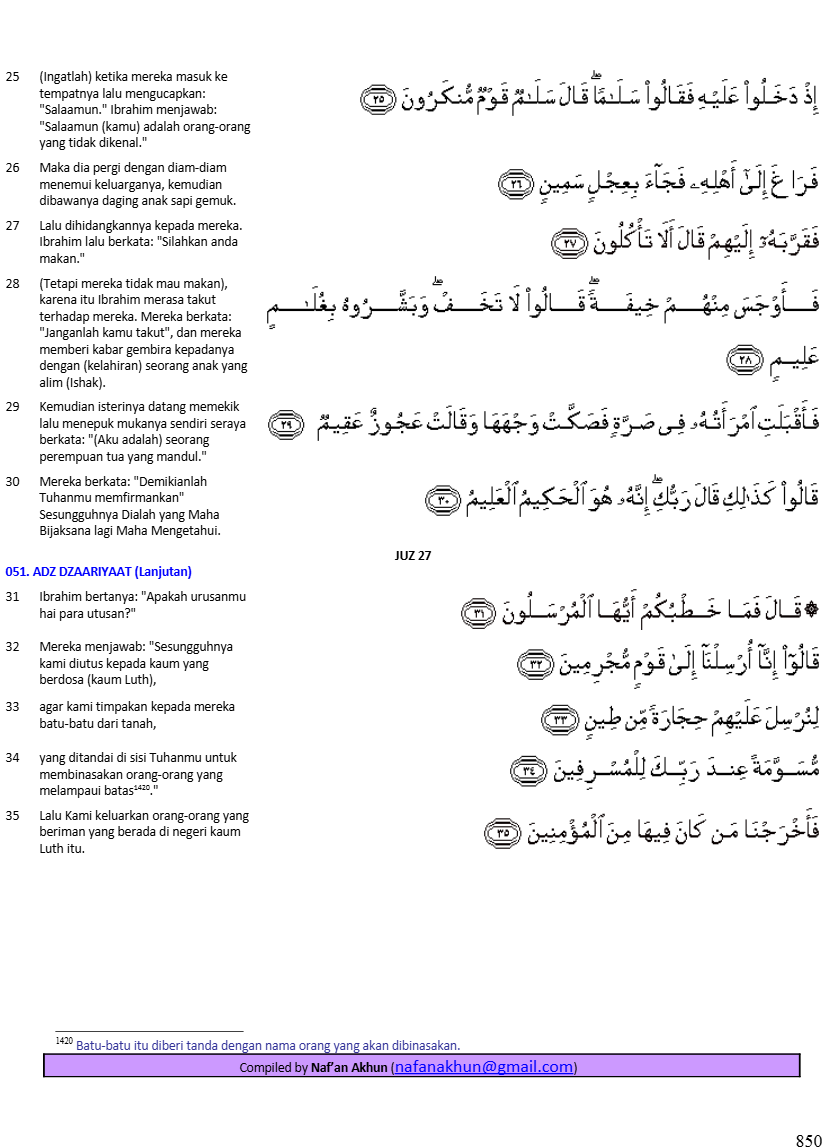 25 (Ingatlah) ketika mereka masuk ke
tempatnya lalu mengucapkan:
"Salaamun." Ibrahim menjawab:
"Salaamun (kamu) adalah orang-orang
yang tidak dikenal."
إِذْ دَخَلُوا۟ عَلَيْهِ فَقَالُوا۟ سَلَـٰمًا ۖ قَالَ سَلَـٰمٌ قَوْمٌ مُّنكَرُونَ ٢٥
26 Maka dia pergi dengan diam-diam
menemui keluarganya, kemudian
dibawanya daging anak sapi gemuk.
فَرَاغَ إِلَىٰٓ أَهْلِهِۦ فَجَآءَ بِعِجْلٍ سَمِينٍ ٢٦
27 Lalu dihidangkannya kepada mereka.
Ibrahim lalu berkata: "Silahkan anda
makan."
فَقَرَّبَهُۥٓ إِلَيْهِمْ قَالَ أَلَا تَأْكُلُونَ ٢٧
28 (Tetapi mereka tidak mau makan),
karena itu Ibrahim merasa takut
terhadap mereka. Mereka berkata:
"Janganlah kamu takut", dan mereka
memberi kabar gembira kepadanya
dengan (kelahiran) seorang anak yang
alim (Ishak).
فَأَوْجَسَ مِنْهُمْ خِيفَةً ۖ قَالُوا۟ لَا تَخَفْ ۖ وَبَشَّرُوهُ بِغُلَـٰمٍ
عَلِيمٍ ٢٨
29 Kemudian isterinya datang memekik
lalu menepuk mukanya sendiri seraya
berkata: "(Aku adalah) seorang
perempuan tua yang mandul."
فَأَقْبَلَتِ ٱمْرَأَتُهُۥ فِى صَرَّةٍ فَصَكَّتْ وَجْهَهَا وَقَالَتْ عَجُوزٌ عَقِيمٌ ٢٩
30 Mereka berkata: "Demikianlah
Tuhanmu memfirmankan"
Sesungguhnya Dialah yang Maha
Bijaksana lagi Maha Mengetahui.
قَالُوا۟ كَذَٰلِكِ قَالَ رَبُّكِ ۖ إِنَّهُۥ هُوَ ٱلْحَكِيمُ ٱلْعَلِيمُ ٣٠
JUZ 27
051. ADZ DZAARIYAAT (Lanjutan)
31 Ibrahim bertanya: "Apakah urusanmu
hai para utusan?"
۞ قَالَ فَمَا خَطْبُكُمْ أَيُّهَا ٱلْمُرْسَلُونَ ٣١
32 Mereka menjawab: "Sesungguhnya
kami diutus kepada kaum yang
berdosa (kaum Luth),
قَالُوٓا۟ إِنَّآ أُرْسِلْنَآ إِلَىٰ قَوْمٍ مُّجْرِمِينَ ٣٢
33 agar kami timpakan kepada mereka
batu-batu dari tanah,
لِنُرْسِلَ عَلَيْهِمْ حِجَارَةً مِّن طِينٍ ٣٣
34 yang ditandai di sisi Tuhanmu untuk
membinasakan orang-orang yang
melampaui batas¹⁴²⁰."
مُّسَوَّمَةً عِندَ رَبِّكَ لِلْمُسْرِفِينَ ٣٤
35 Lalu Kami keluarkan orang-orang yang
beriman yang berada di negeri kaum
Luth itu.
فَأَخْرَجْنَا مَن كَانَ فِيهَا مِنَ ٱلْمُؤْمِنِينَ ٣٥
¹⁴²⁰ Batu-batu itu diberi tanda dengan nama orang yang akan dibinasakan.
Compiled by Naf'an Akhun (nafanakhun@gmail.com)
850